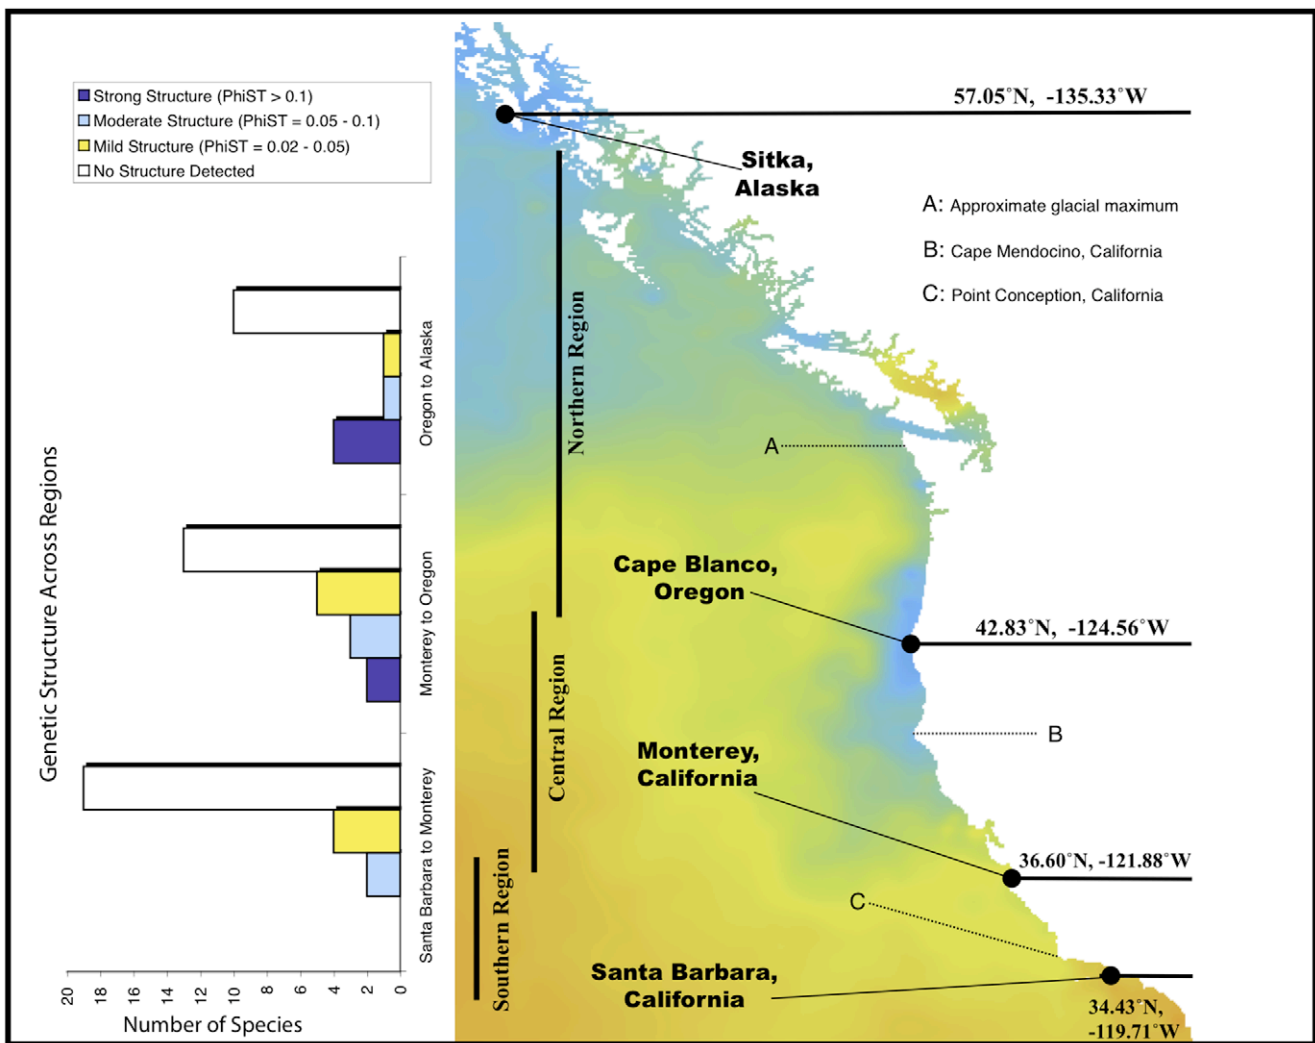 Strong Structure (PhiST > 0.1)
Moderate Structure (PhiST = 0.05 - 0.1)
Mild Structure (PhiST = 0.02 - 0.05)
No Structure Detected
57.05˚N, -135.33˚W
Sitka,
Alaska
A: Approximate glacial maximum
B: Cape Mendocino, California
C: Point Conception, California
Genetic Structure Across Regions
Oregon to Alaska
Monterey to Oregon
Santa Barbara to Monterey
20 18 16 14 12 10 8 6 4 2 0
Number of Species
Northern Region
Central Region
Southern Region
A
Cape Blanco,
Oregon
42.83˚N, -124.56˚W
B
Monterey,
California
36.60˚N, -121.88˚W
C
Santa Barbara,
California
34.43˚N,
-119.71˚W